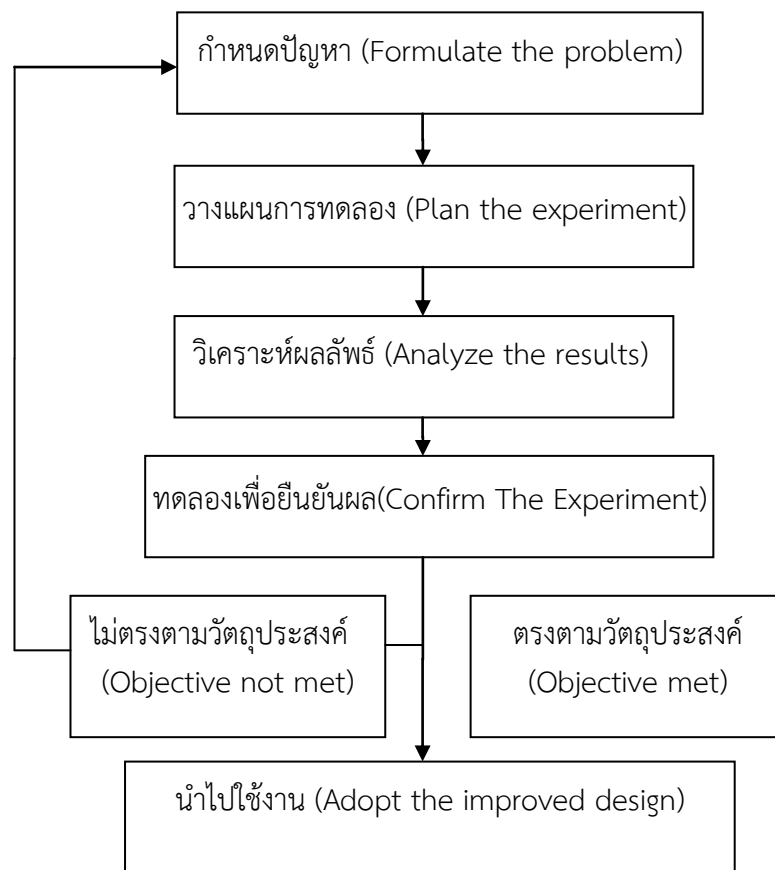 กำหนดปัญหา (Formulate the problem)
วางแผนการทดลอง (Plan the experiment)
วิเคราะห์ผลลัพธ์ (Analyze the results)
ทดลองเพื่อยืนยันผล(Confirm The Experiment)
ไม่ตรงตามวัตถุประสงค์
(Objective not met)
ตรงตามวัตถุประสงค์
(Objective met)
นำไปใช้งาน (Adopt the improved design)